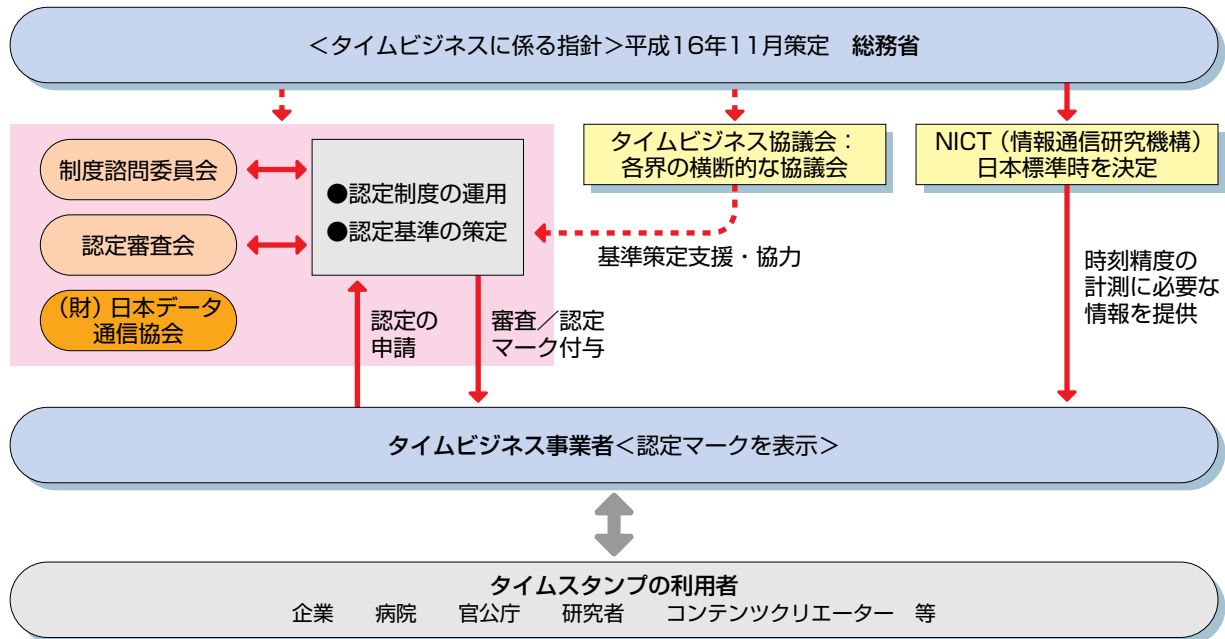 ＜タイムビジネスに係る指針＞平成16年11月策定　総務省
制度諮問委員会
認定審査会
（財）日本データ
通信協会
●認定制度の運用
●認定基準の策定
タイムビジネス協議会：
各界の横断的な協議会
NICT（情報通信研究機構）
日本標準時を決定
基準策定支援・協力
時刻精度の
計測に必要な
情報を提供
認定の
申請
審査／認定
マーク付与
タイムビジネス事業者＜認定マークを表示＞
タイムスタンプの利用者
企業　病院　官公庁　研究者　コンテンツクリエーター　等